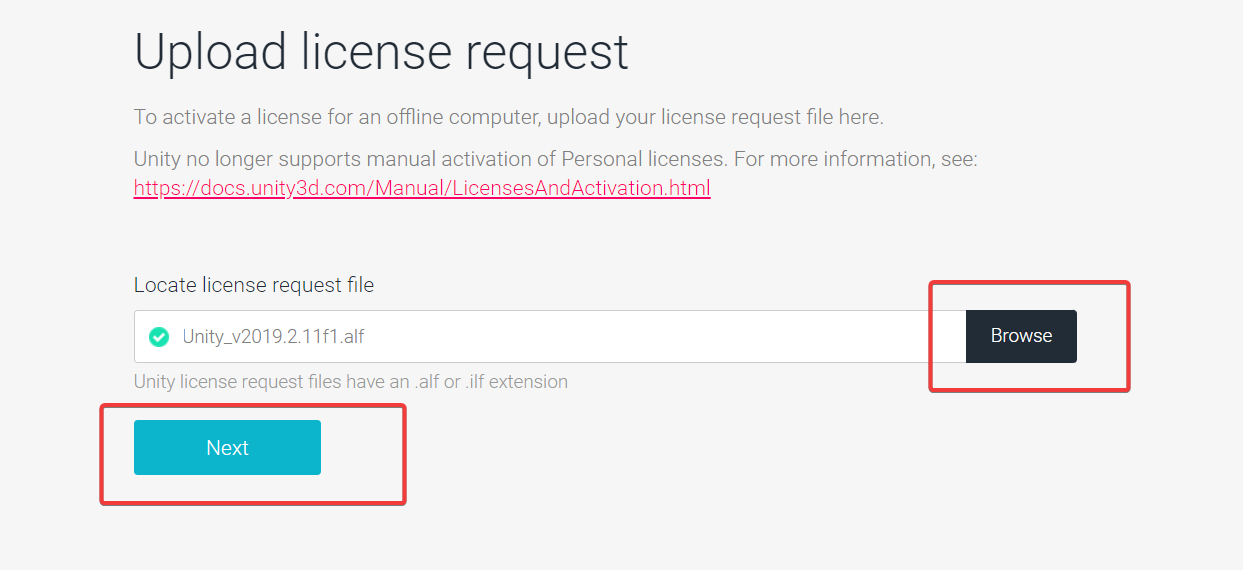 Upload license request
To activate a license for an offline computer, upload your license request file here.
Unity no longer supports manual activation of Personal licenses. For more information, see:
https://docs.unity3d.com/Manual/LicensesAndActivation.html
Locate license request file
Unity_v2019.2.11f1.alf
Browse
Unity license request files have an .alf or .ilf extension
Next